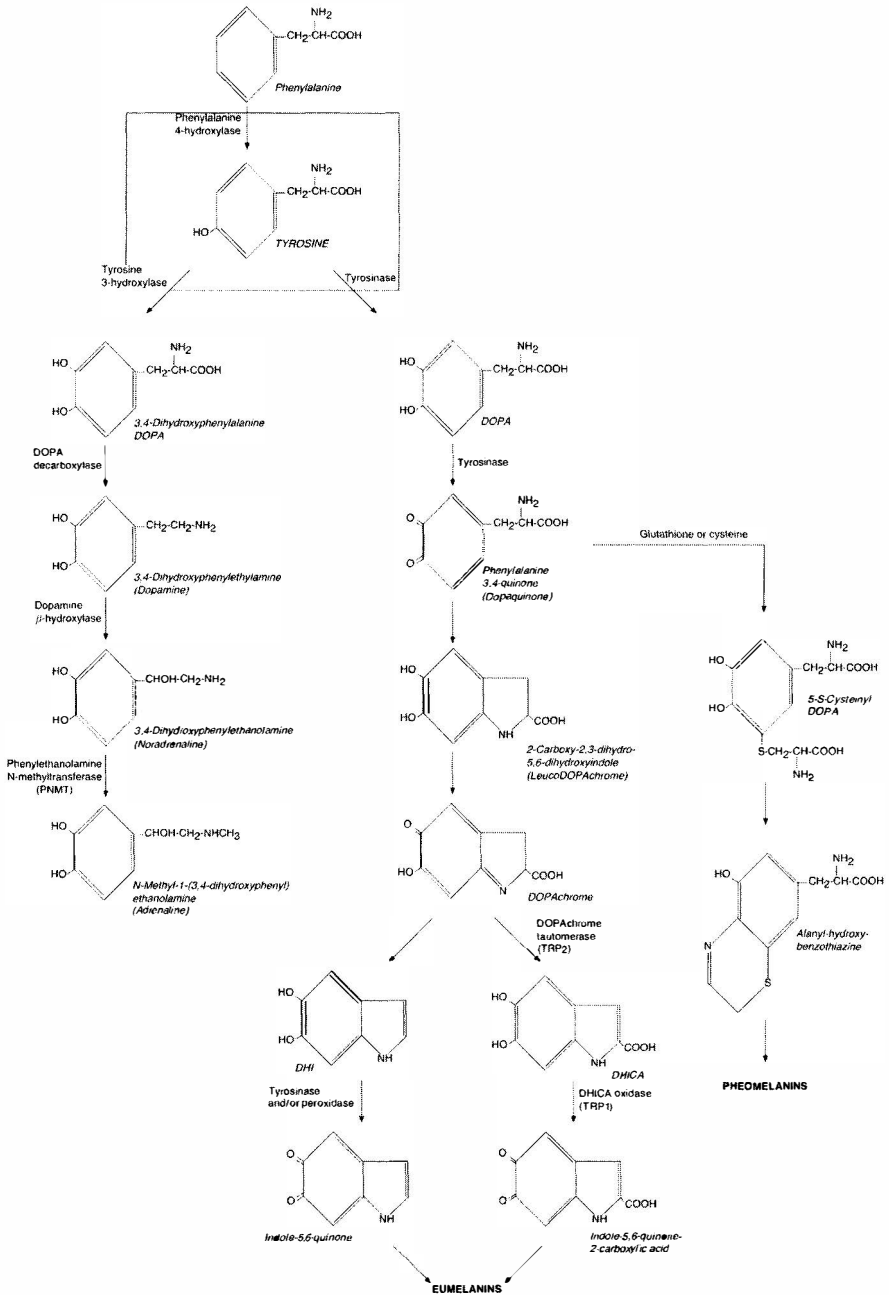 NH2
CH2-CH-COOH
Phenylalanine
Phenylalanine
4-hydroxylase
NH2
CH2-CH-COOH
HO
TYROSINE
Tyrosine
3-hydroxylase
Tyrosinase
NH2
HO
CH2-CH-COOH
HO
3,4-Dihydroxyphenylalanine
DOPA
NH2
HO
CH2-CH-COOH
HO
DOPA
DOPA
decarboxylase
Tyrosinase
HO
CH2-CH2-NH2
HO
3,4-Dihydroxyphenylethylamine
(Dopamine)
NH2
O
CH2-CH-COOH
O
Phenylalanine
3,4-quinone
(Dopaquinone)
Glutathione or cysteine
Dopamine
β-hydroxylase
HO
CHOH-CH2-NH2
HO
3,4-Dihydioxyphenylethanolamine
(Noradrenaline)
HO
HO
NH
COOH
2-Carboxy-2,3-dihydro-
5,6-dihydroxyindole
(LeucoDOPAchrome)
NH2
HO
CH2-CH-COOH
HO
5-S-Cysteinyl
DOPA
S-CH2-CH-COOH
NH2
Phenylethanolamine
N-methyltransferase
(PNMT)
HO
CHOH-CH2-NHCH3
HO
N-Methyl-1-(3,4-dihydroxyphenyl)
ethanolamine
(Adrenaline)
O
HO
N
COOH
DOPAchrome
NH2
HO
CH2-CH-COOH
N
S
Alanyl-hydroxy-
benzothiazine
DOPAchrome
tautomerase
(TRP2)
HO
HO
NH
DHI
HO
HO
NH
COOH
DHICA
PHEOMELANINS
Tyrosinase
and/or peroxidase
DHICA oxidase
(TRP1)
O
O
NH
Indole-5,6-quinone
O
O
NH
COOH
Indole-5,6-quinone-
2-carboxylic acid
EUMELANINS